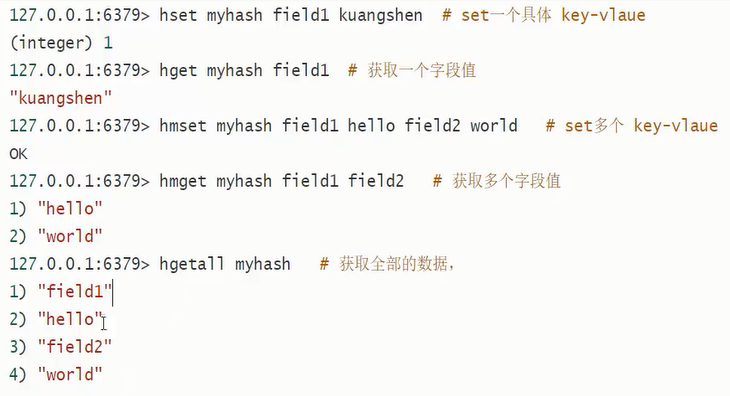 127.0.0.1:6379> hset myhash field1 kuangshen  # set一个具体 key-vlaue
(integer) 1
127.0.0.1:6379> hget myhash field1  # 获取一个字段值
"kuangshen"
127.0.0.1:6379> hmset myhash field1 hello field2 world   # set多个 key-vlaue
OK
127.0.0.1:6379> hmget myhash field1 field2   # 获取多个字段值
1) "hello"
2) "world"
127.0.0.1:6379> hgetall myhash   # 获取全部的数据，
1) "field1"
2) "hello"
3) "field2"
4) "world"